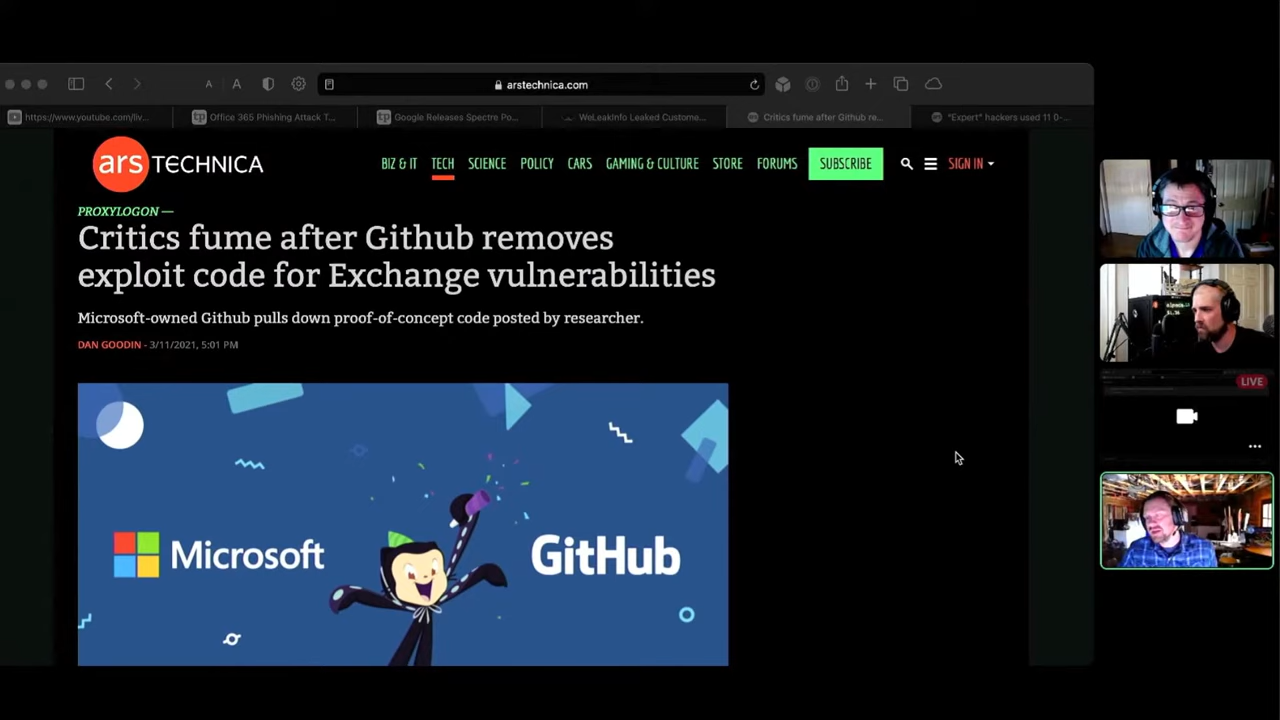 A A arstechnica.com
https://www.youtube.com/liv... tp Office 365 Phishing Attack T... tp Google Releases Spectre Po... WeLeakInfo Leaked Custome... Critics fume after Github re... "Expert" hackers used 11 0-...
ars TECHNICA BIZ & IT TECH SCIENCE POLICY CARS GAMING & CULTURE STORE FORUMS SUBSCRIBE SIGN IN
PROXYLOGON —
Critics fume after Github removes
exploit code for Exchange vulnerabilities
Microsoft-owned Github pulls down proof-of-concept code posted by researcher.
DAN GOODIN - 3/11/2021, 5:01 PM
LIVE
Microsoft GitHub